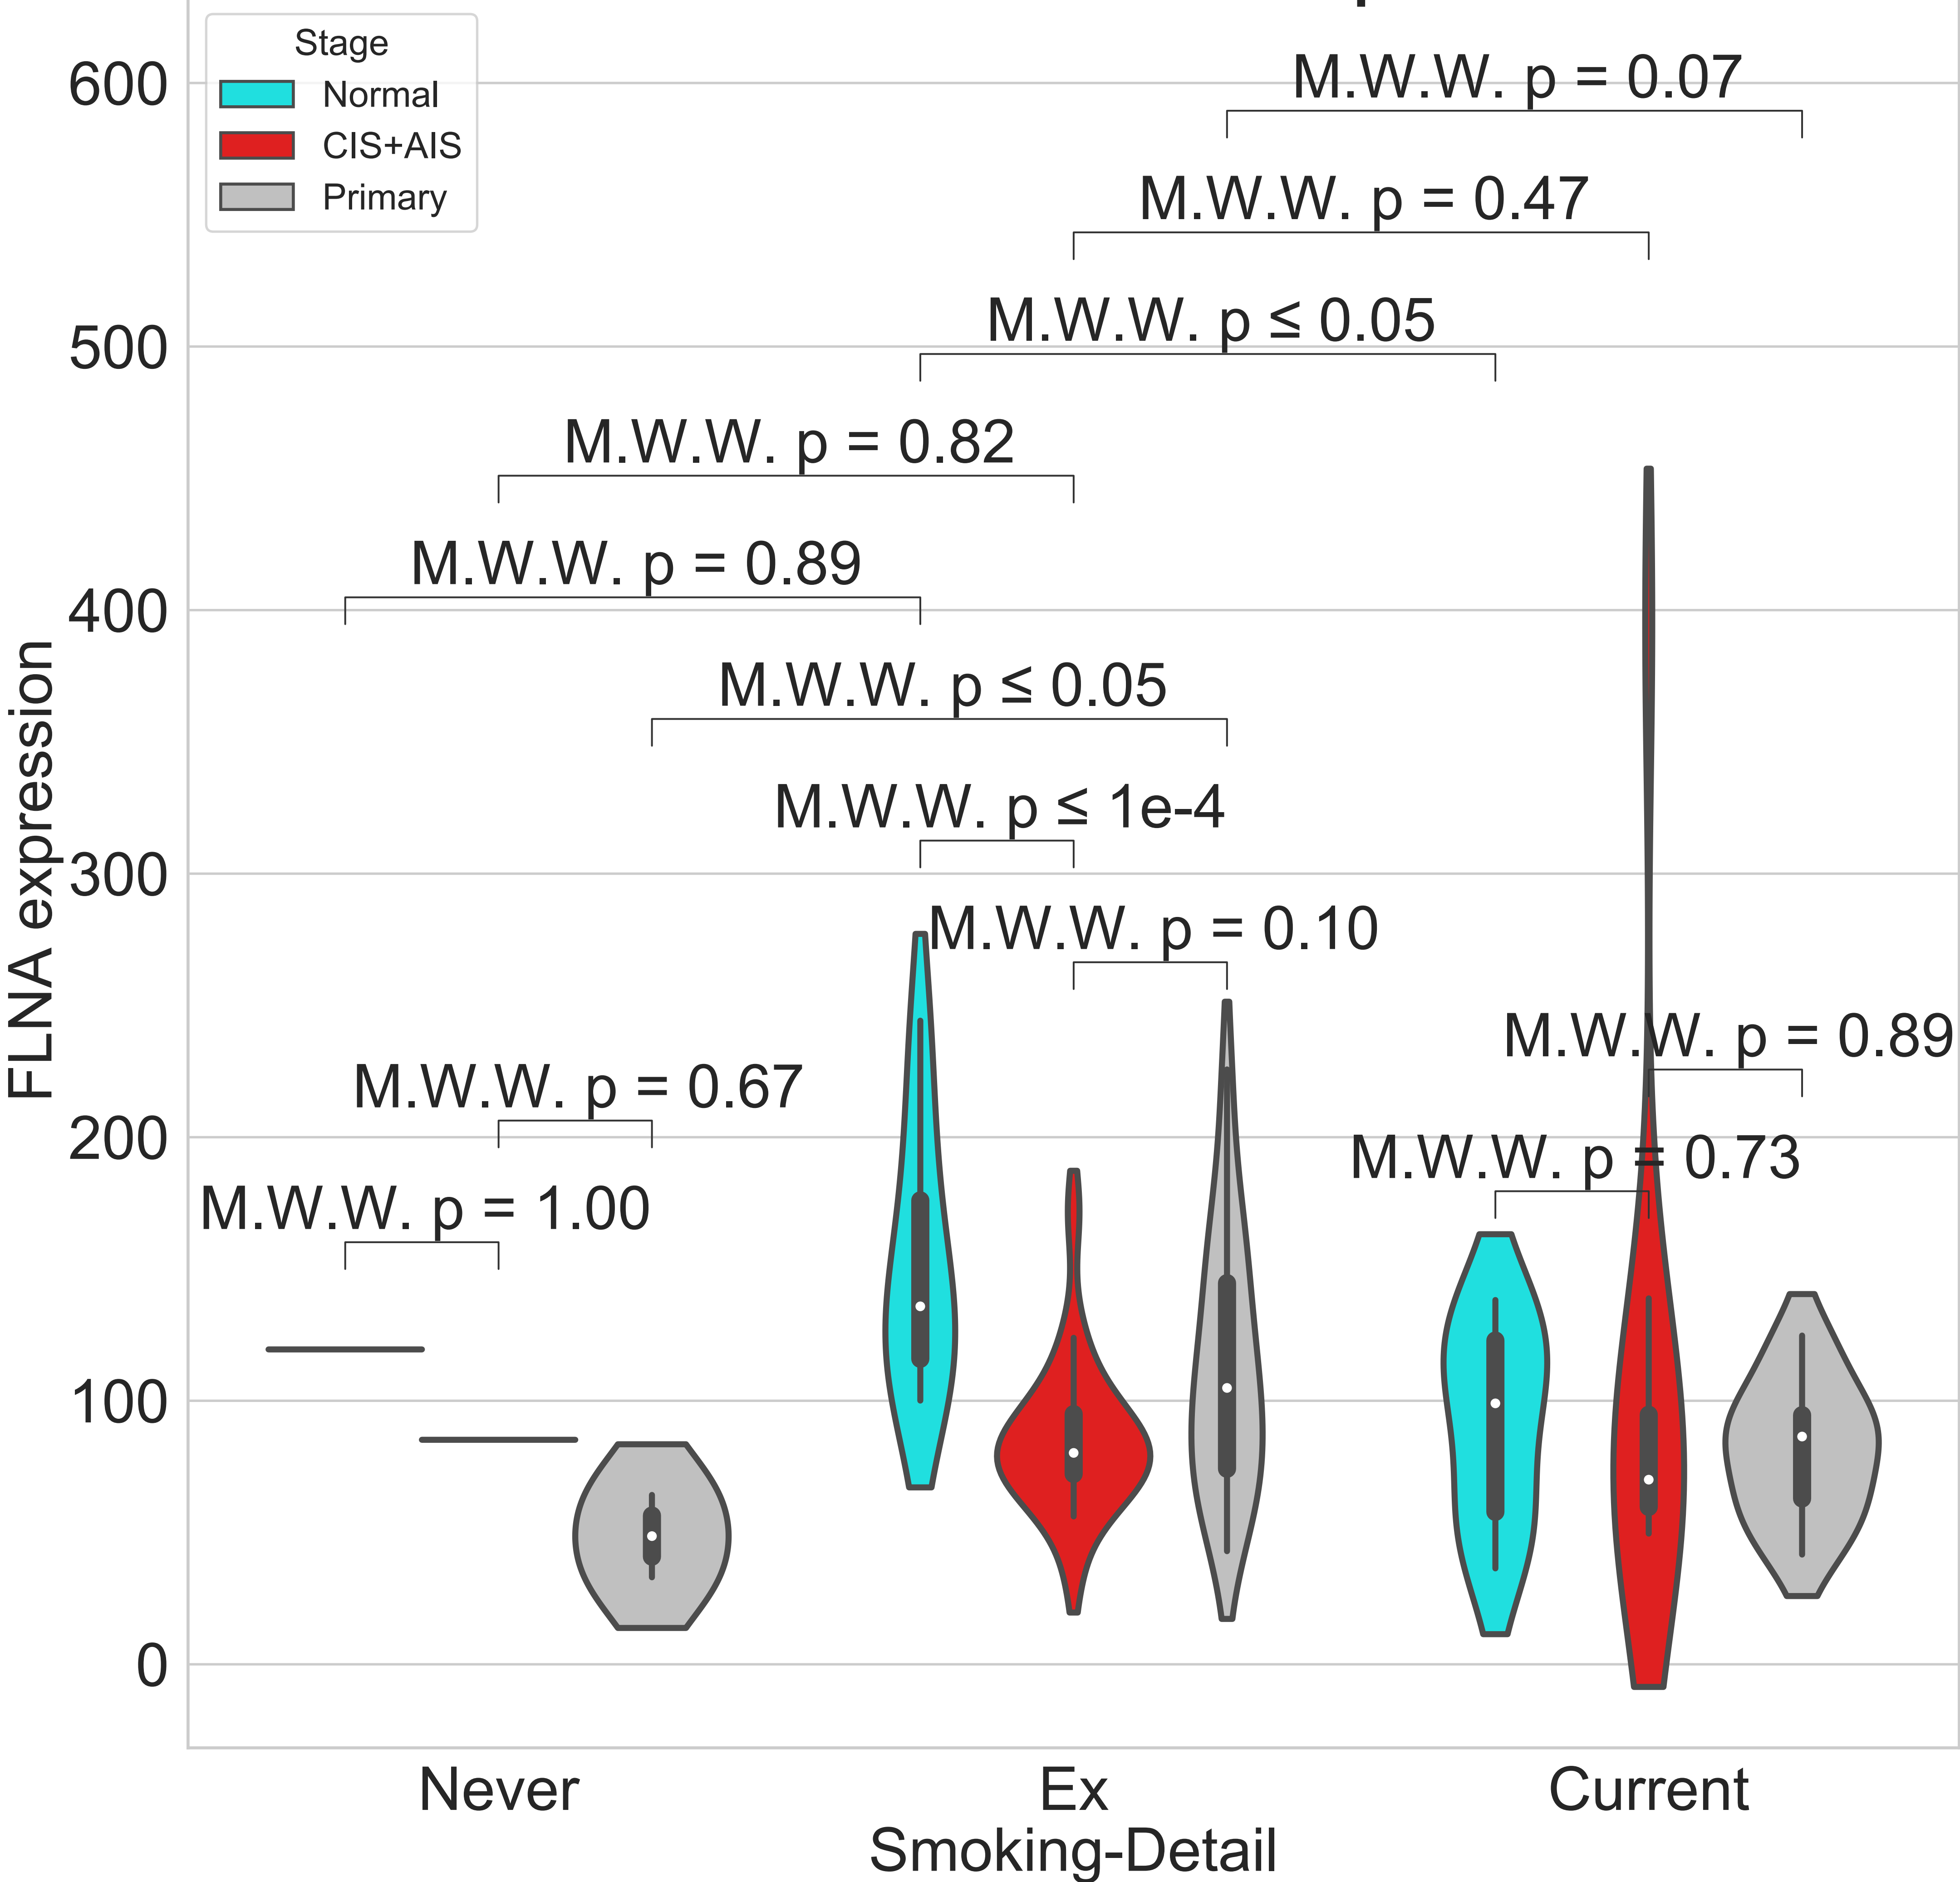 Stage
Normal
CIS+AIS
Primary
M.W.W. p = 0.07
M.W.W. p = 0.47
M.W.W. p ≤ 0.05
M.W.W. p = 0.82
M.W.W. p = 0.89
M.W.W. p ≤ 0.05
M.W.W. p ≤ 1e-4
M.W.W. p = 0.10
M.W.W. p = 0.89
M.W.W. p = 0.67
M.W.W. p = 0.73
M.W.W. p = 1.00
600
500
400
300
200
100
0
FLNA expression
Never
Ex
Current
Smoking-Detail